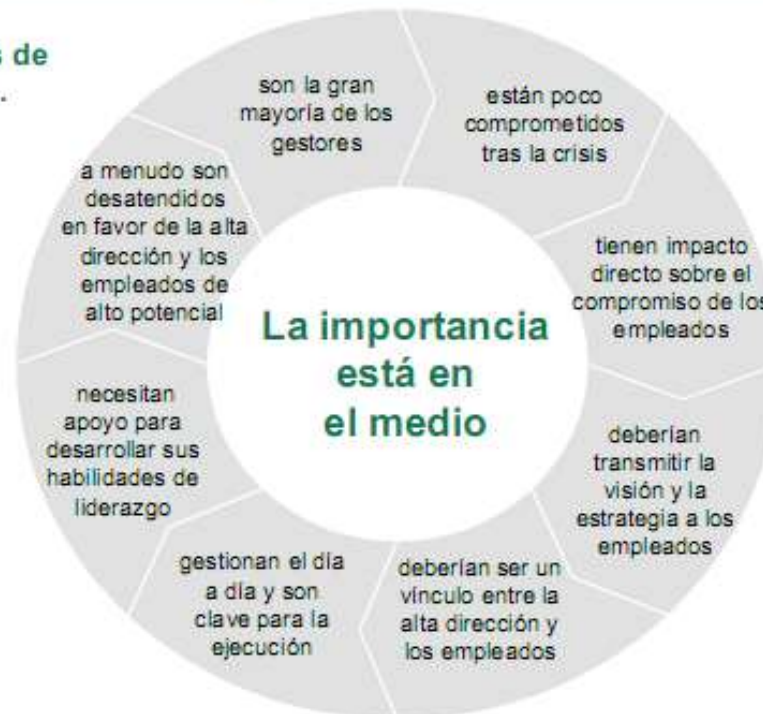 s de
.
son la gran
mayoría de los
gestores
están poco
comprometidos
tras la crisis
tienen impacto
directo sobre el
compromiso de los
empleados
deberían
transmitir la
visión y la
estrategia a los
empleados
deberían ser un
vínculo entre la
alta dirección y
los empleados
gestionan el día
a día y son
clave para la
ejecución
necesitan
apoyo para
desarrollar sus
habilidades de
liderazgo
a menudo son
desatendidos
en favor de la alta
dirección y los
empleados de
alto potencial
La importancia
está en
el medio